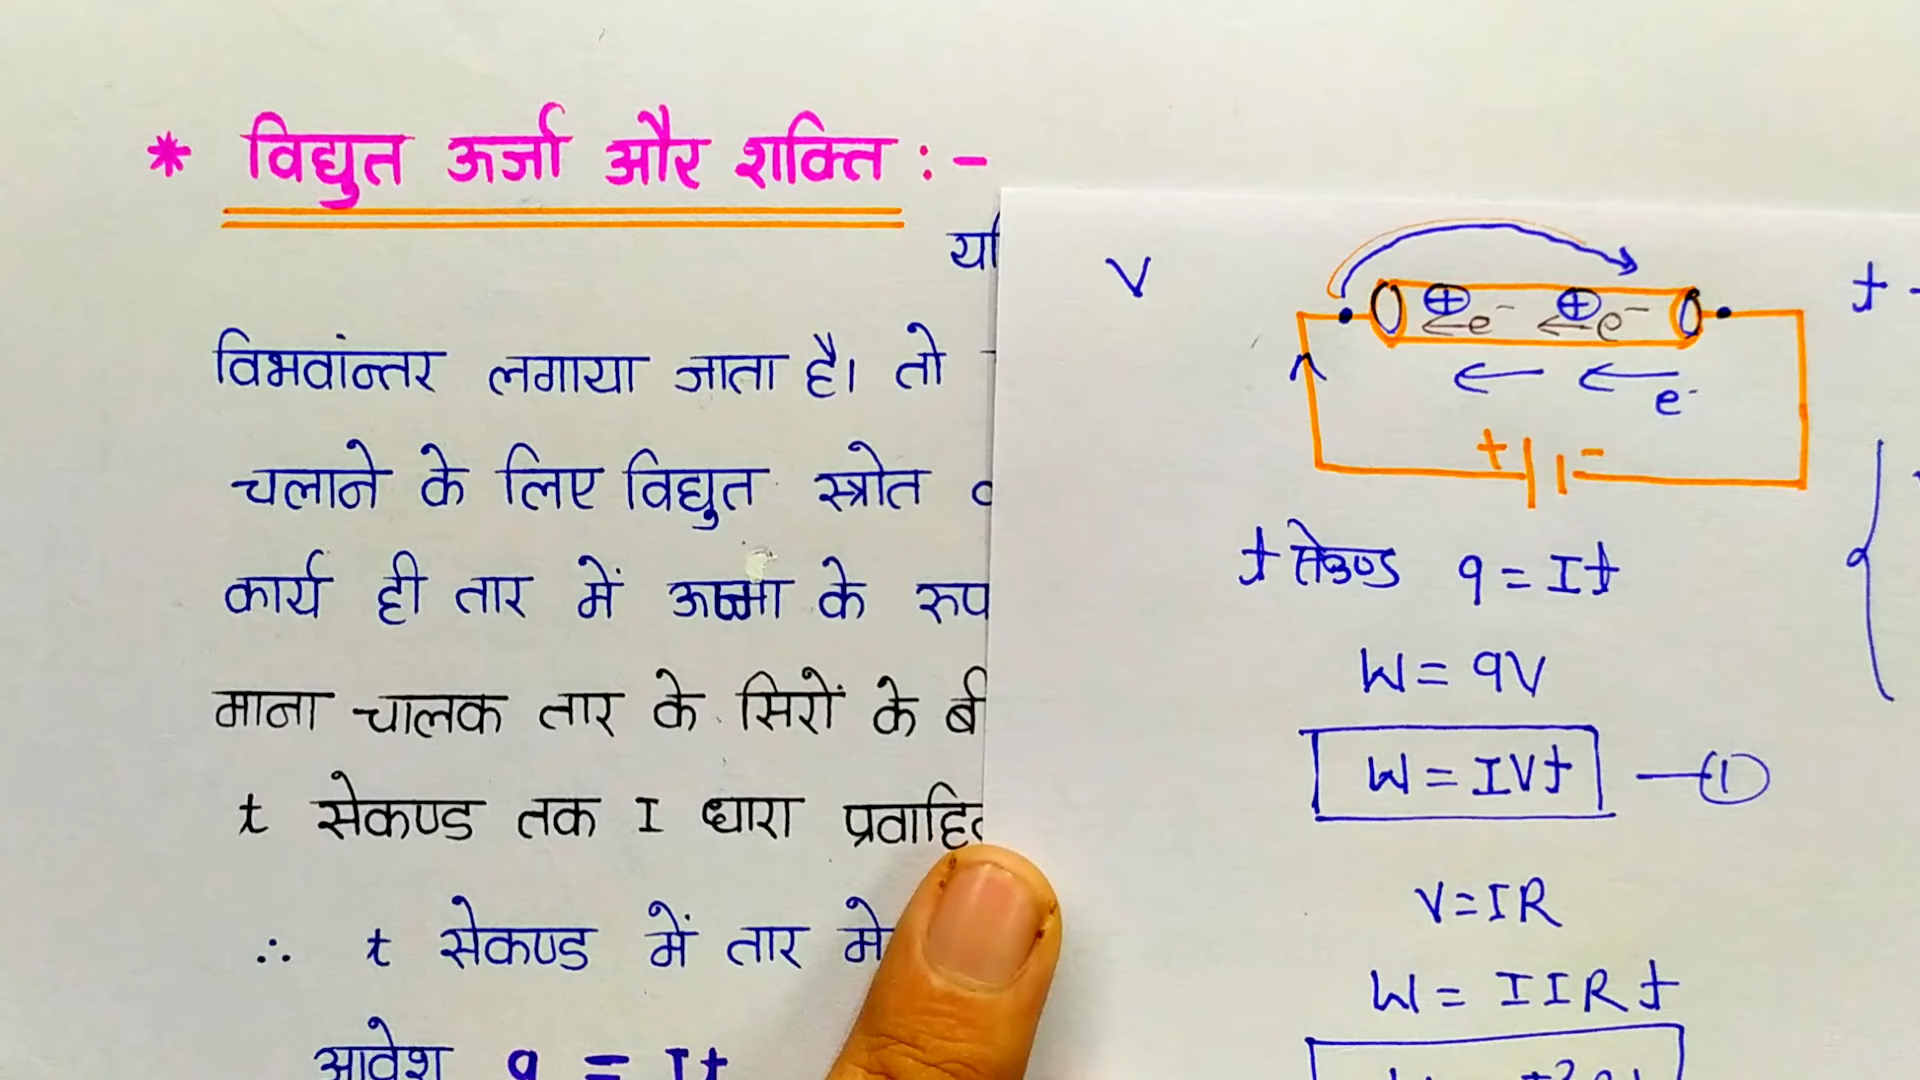 * विद्युत ऊर्जा और शक्ति :-
विभवांन्तर लगाया जाता है। तो
चलाने के लिए विद्युत स्त्रोत
कार्य ही तार में ऊष्मा के रूप
माना चालक तार के सिरों के
t सेकण्ड तक I धारा प्रवाहित
∴ t सेकण्ड में तार मे
आवेश q = It
V
⊕ e⁻ ⊕ e⁻
t -
e⁻
+ -
t सेकण्ड q = It
W = qV
W = IVt —①
V = IR
W = IIRt